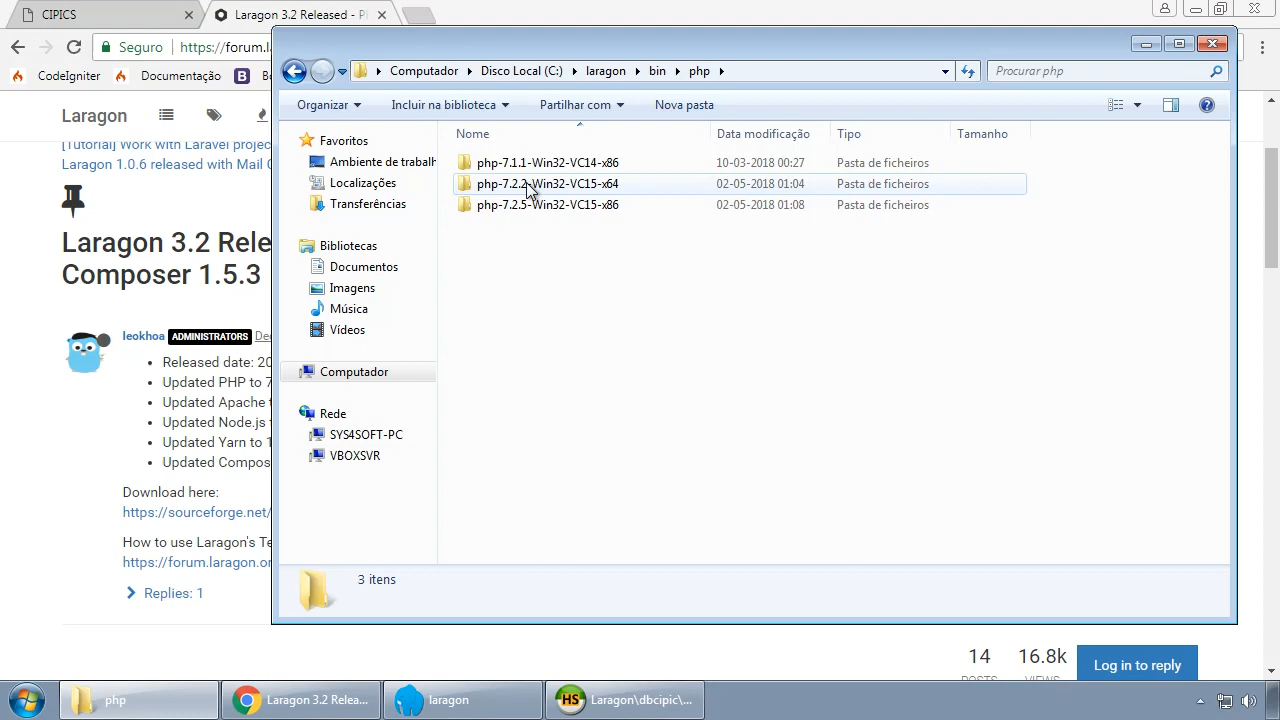 CIPICS
Laragon 3.2 Released - P
Seguro
https://forum.l
CodeIgniter
Documentação
Laragon
[Tutorial] Work with Laravel projec
Laragon 1.0.6 released with Mail C
Laragon 3.2 Rele
Composer 1.5.3
leokhoa ADMINISTRATORS De
Released date: 20
Updated PHP to 7
Updated Apache t
Updated Node.js t
Updated Yarn to 1
Updated Compos
Download here:
https://sourceforge.net/
How to use Laragon's Te
https://forum.laragon.or
Replies: 1
14
POSTS
16.8k
VIEWS
Log in to reply
Computador
Disco Local (C:)
laragon
bin
php
Procurar php
Organizar
Incluir na biblioteca
Partilhar com
Nova pasta
Favoritos
Ambiente de trabalh
Localizações
Transferências
Bibliotecas
Documentos
Imagens
Música
Vídeos
Computador
Rede
SYS4SOFT-PC
VBOXSVR
Nome Data modificação Tipo Tamanho
php-7.1.1-Win32-VC14-x86 10-03-2018 00:27 Pasta de ficheiros
php-7.2.2-Win32-VC15-x64 02-05-2018 01:04 Pasta de ficheiros
php-7.2.5-Win32-VC15-x86 02-05-2018 01:08 Pasta de ficheiros
3 itens
php
Laragon 3.2 Relea...
laragon
HS
Laragon\dbcipic\...